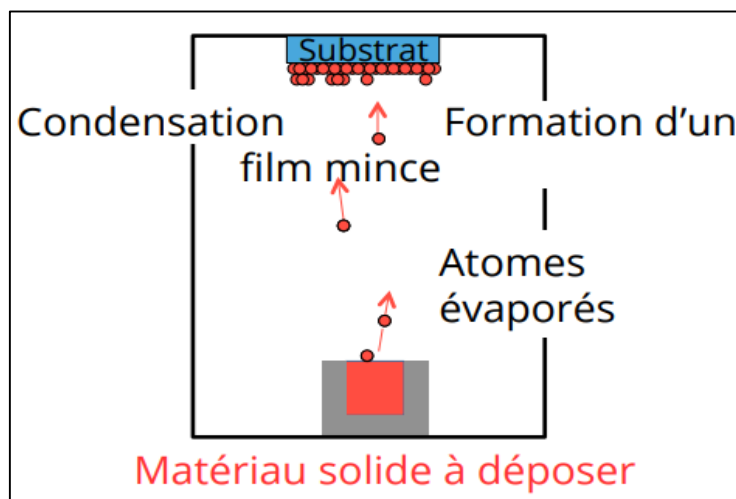 Substrat
Condensation Formation d'un
film mince
Atomes
évaporés
Matériau solide à déposer